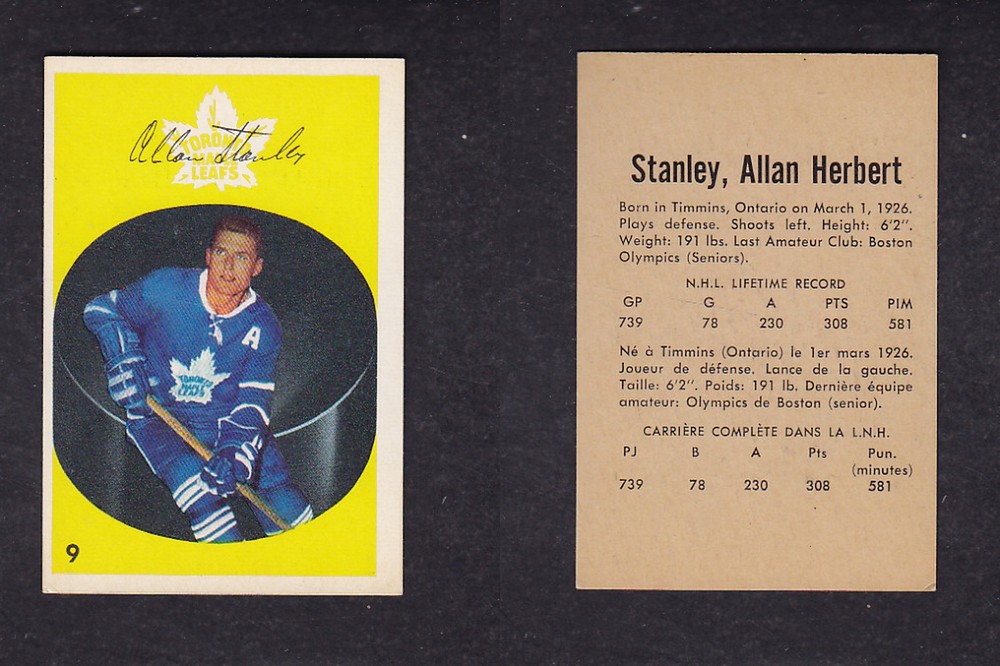 TORONTO
MAPLE
LEAFS
Allan Stanley
A
TORONTO
MAPLE
LEAFS
9
Stanley, Allan Herbert
Born in Timmins, Ontario on March 1, 1926.
Plays defense. Shoots left. Height: 6'2".
Weight: 191 lbs. Last Amateur Club: Boston
Olympics (Seniors).
N.H.L. LIFETIME RECORD
GP G A PTS PIM
739 78 230 308 581
Né à Timmins (Ontario) le 1er mars 1926.
Joueur de défense. Lance de la gauche.
Taille: 6'2". Poids: 191 lb. Dernière équipe
amateur: Olympics de Boston (senior).
CARRIÈRE COMPLÈTE DANS LA L.N.H.
PJ B A Pts Pun.
(minutes)
739 78 230 308 581